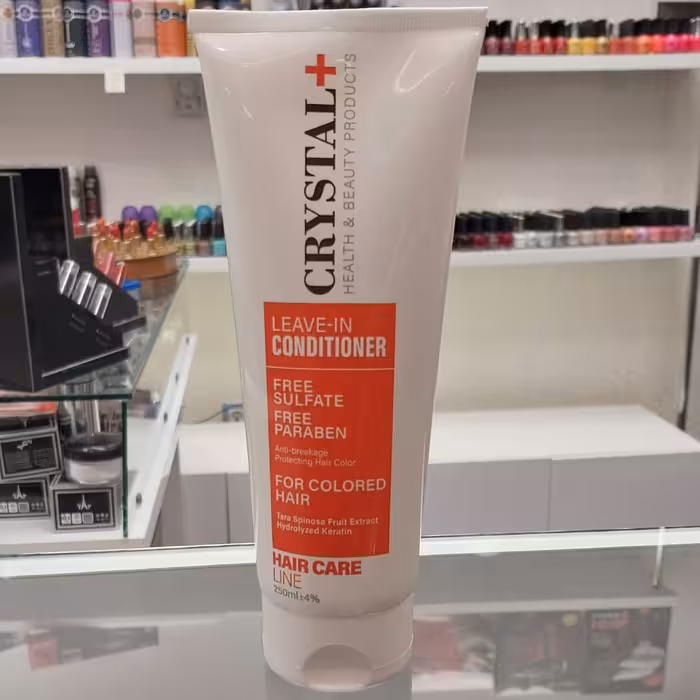 CRYSTAL+
HEALTH & BEAUTY PRODUCTS
LEAVE-IN
CONDITIONER
FREE
SULFATE
FREE
PARABEN
Anti-breakage
Protecting Hair Color
FOR COLORED
HAIR
Tara Spinosa Fruit Extract
Hydrolyzed Keratin
HAIR CARE
LINE
250ml±4%